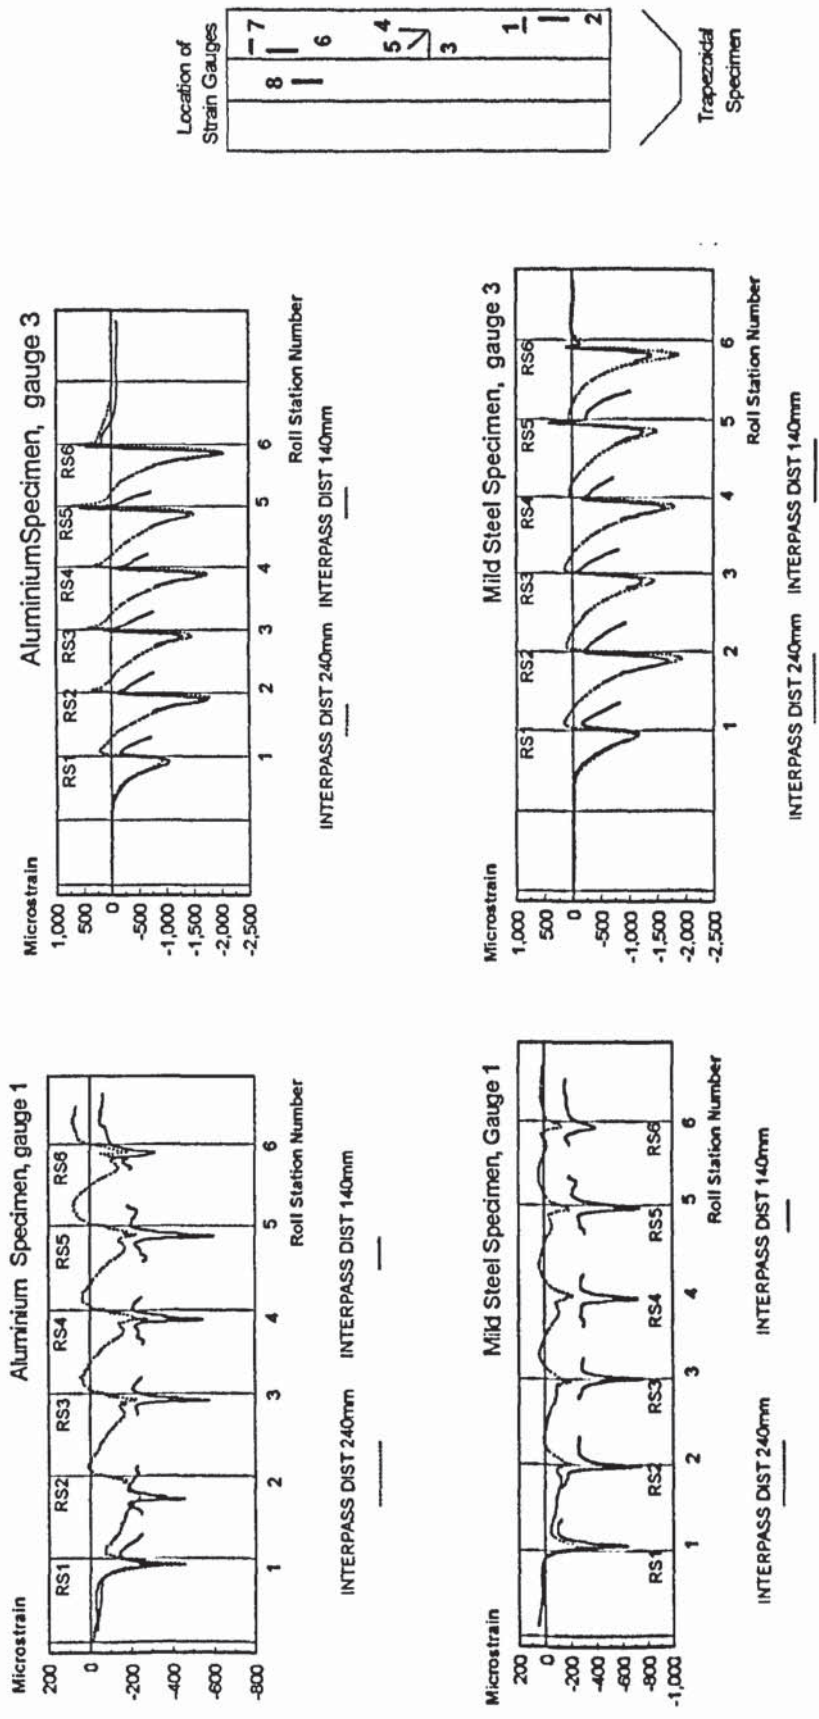 Aluminium Specimen, gauge 1
Microstrain
200
0
-200
-400
-600
-800
RS1 RS2 RS3 RS4 RS5 RS6
1 2 3 4 5 6
Roll Station Number
INTERPASS DIST 240mm INTERPASS DIST 140mm
AluminiumSpecimen, gauge 3
Microstrain
1,000
500
0
-500
-1,000
-1,500
-2,000
-2,500
RS1 RS2 RS3 RS4 RS5 RS6
1 2 3 4 5 6
Roll Station Number
INTERPASS DIST 240mm INTERPASS DIST 140mm
Location of
Strain Gauges
7
6
8
4
5
3
1
2
Trapezoidal
Specimen
Mild Steel Specimen, Gauge 1
Microstrain
200
0
-200
-400
-600
-800
-1,000
RS1 RS2 RS3 RS4 RS5 RS6
1 2 3 4 5 6
Roll Station Number
INTERPASS DIST 240mm INTERPASS DIST 140mm
Mild Steel Specimen, gauge 3
Microstrain
1,000
500
0
-500
-1,000
-1,500
-2,000
-2,500
RS1 RS2 RS3 RS4 RS5 RS6
1 2 3 4 5 6
Roll Station Number
INTERPASS DIST 240mm INTERPASS DIST 140mm